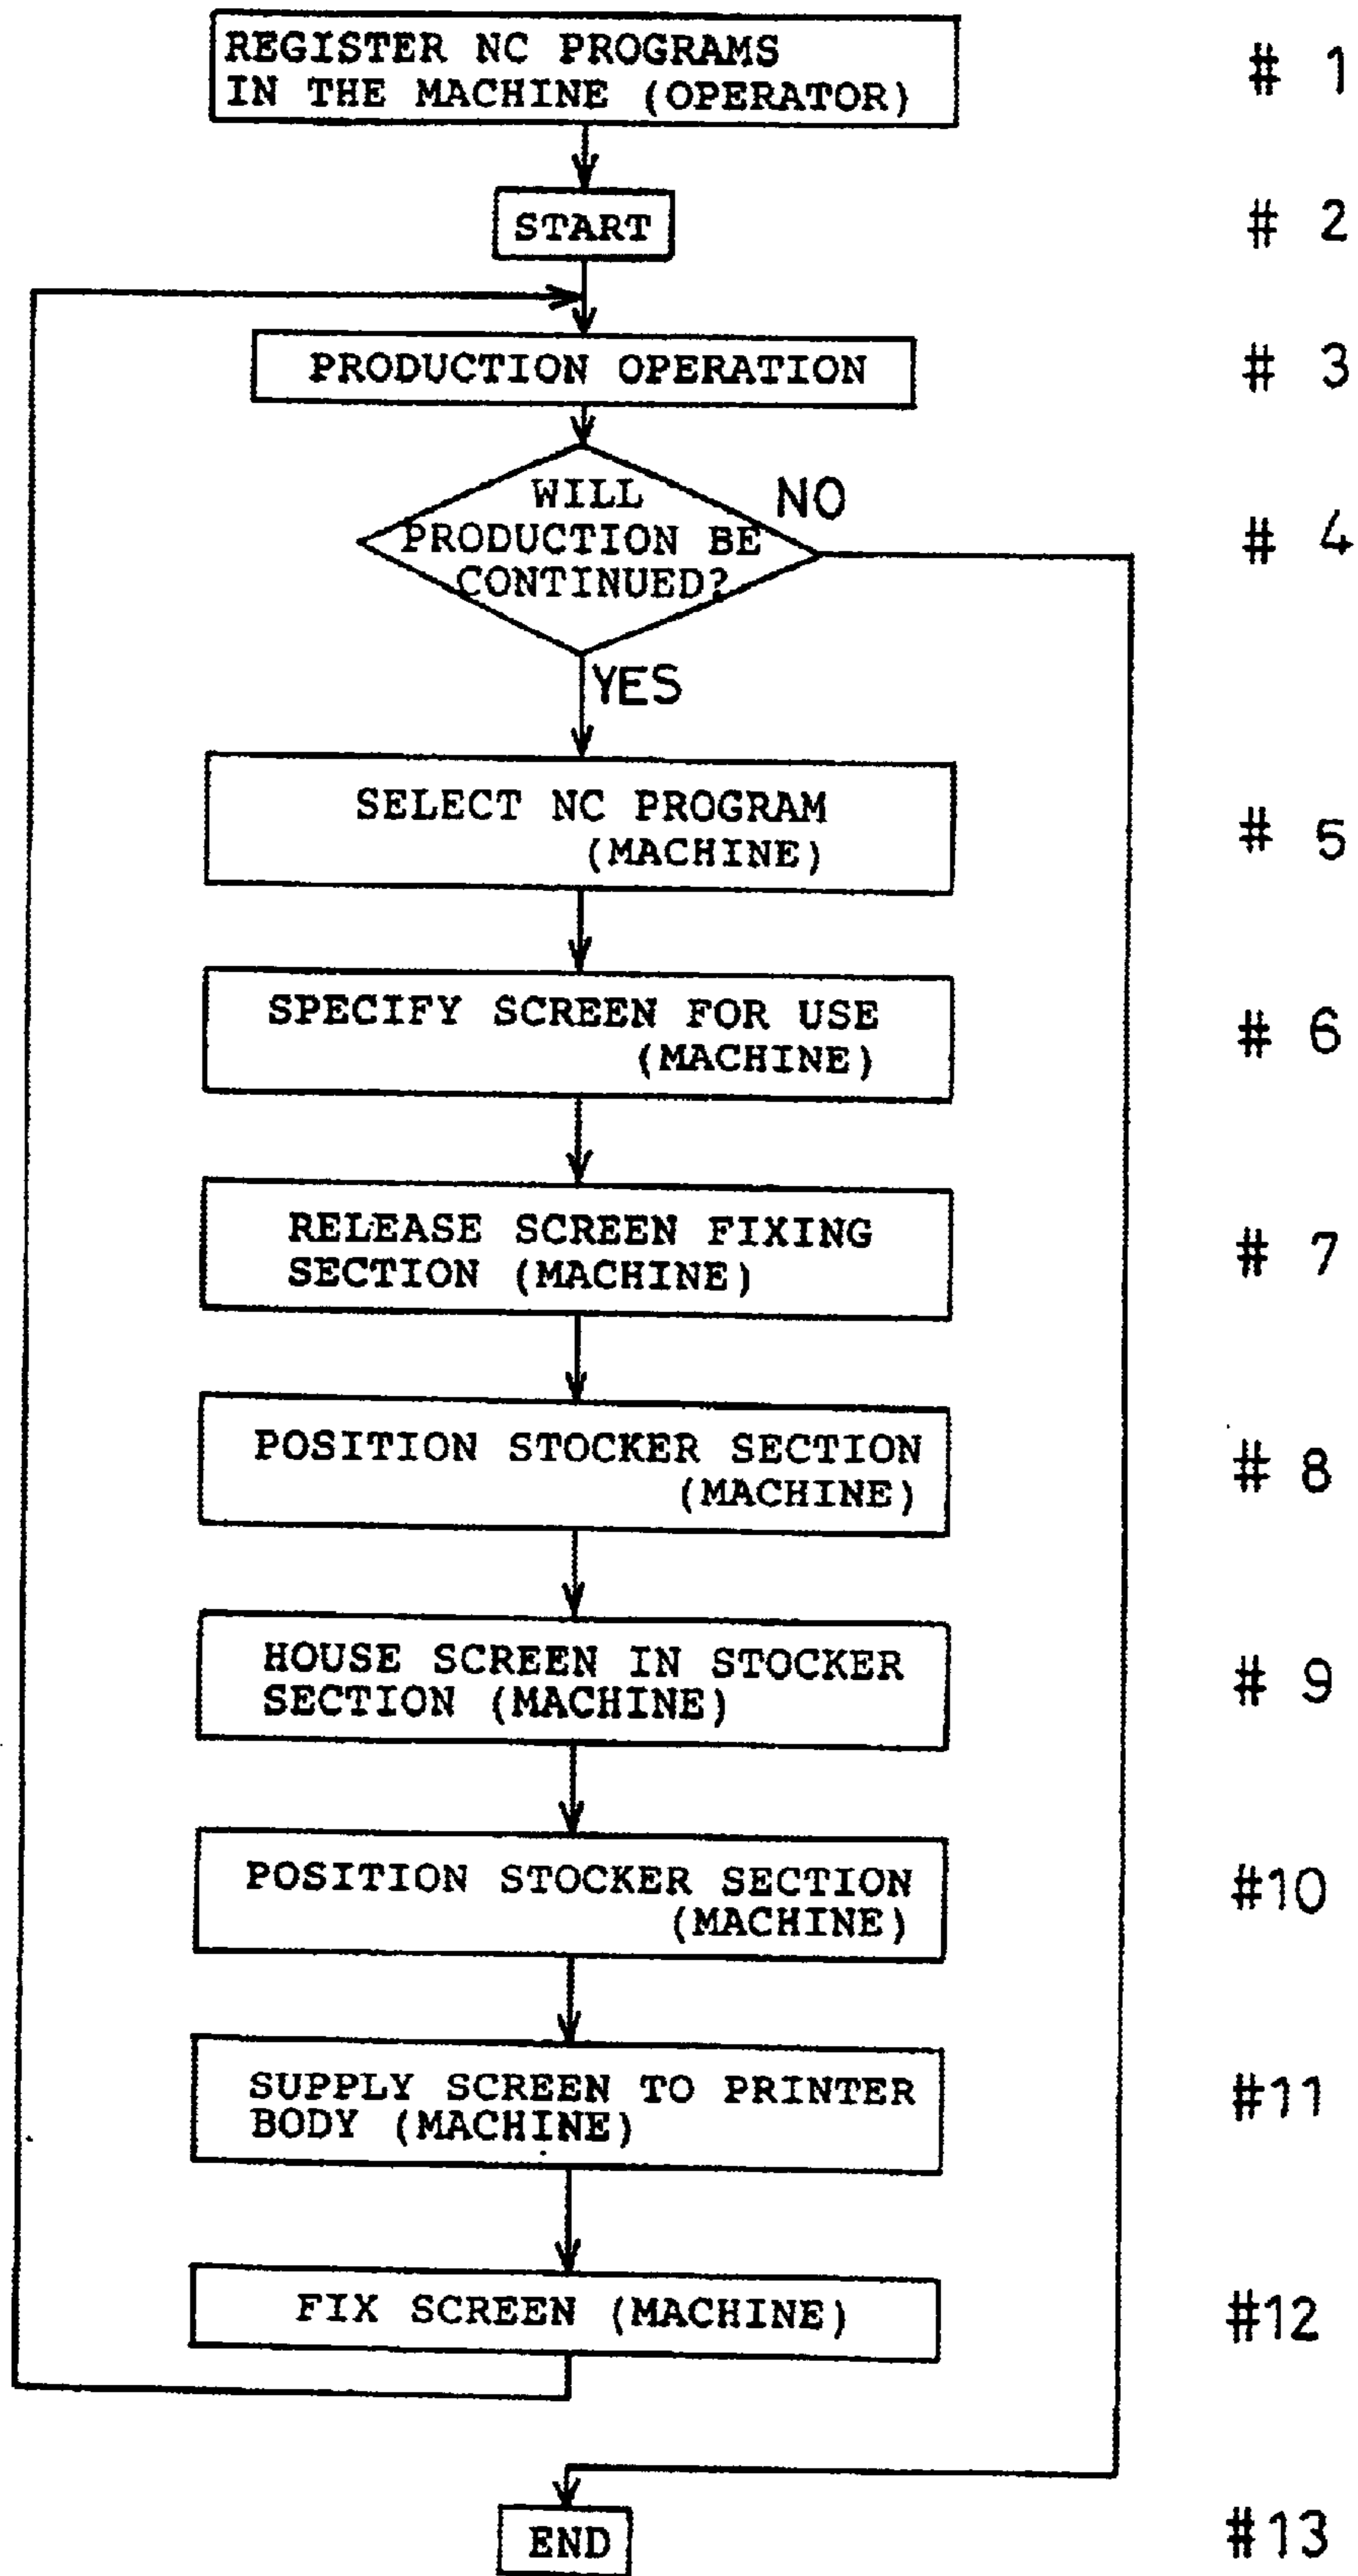 REGISTER NC PROGRAMS
IN THE MACHINE (OPERATOR)
# 1
START
# 2
PRODUCTION OPERATION
# 3
WILL
PRODUCTION BE
CONTINUED?
NO
# 4
YES
SELECT NC PROGRAM
(MACHINE)
# 5
SPECIFY SCREEN FOR USE
(MACHINE)
# 6
RELEASE SCREEN FIXING
SECTION (MACHINE)
# 7
POSITION STOCKER SECTION
(MACHINE)
# 8
HOUSE SCREEN IN STOCKER
SECTION (MACHINE)
# 9
POSITION STOCKER SECTION
(MACHINE)
#10
SUPPLY SCREEN TO PRINTER
BODY (MACHINE)
#11
FIX SCREEN (MACHINE)
#12
END
#13